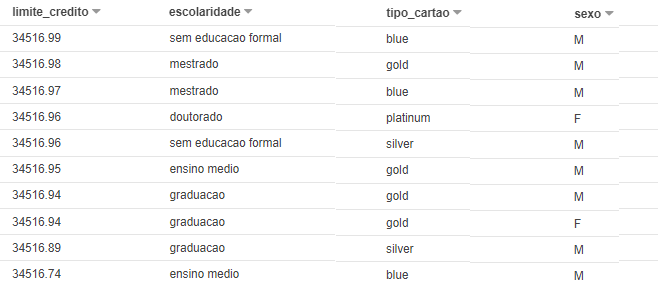 limite_credito escolaridade tipo_cartao sexo
34516.99 sem educacao formal blue M
34516.98 mestrado gold M
34516.97 mestrado blue M
34516.96 doutorado platinum F
34516.96 sem educacao formal silver M
34516.95 ensino medio gold M
34516.94 graduacao gold M
34516.94 graduacao gold F
34516.89 graduacao silver M
34516.74 ensino medio blue M